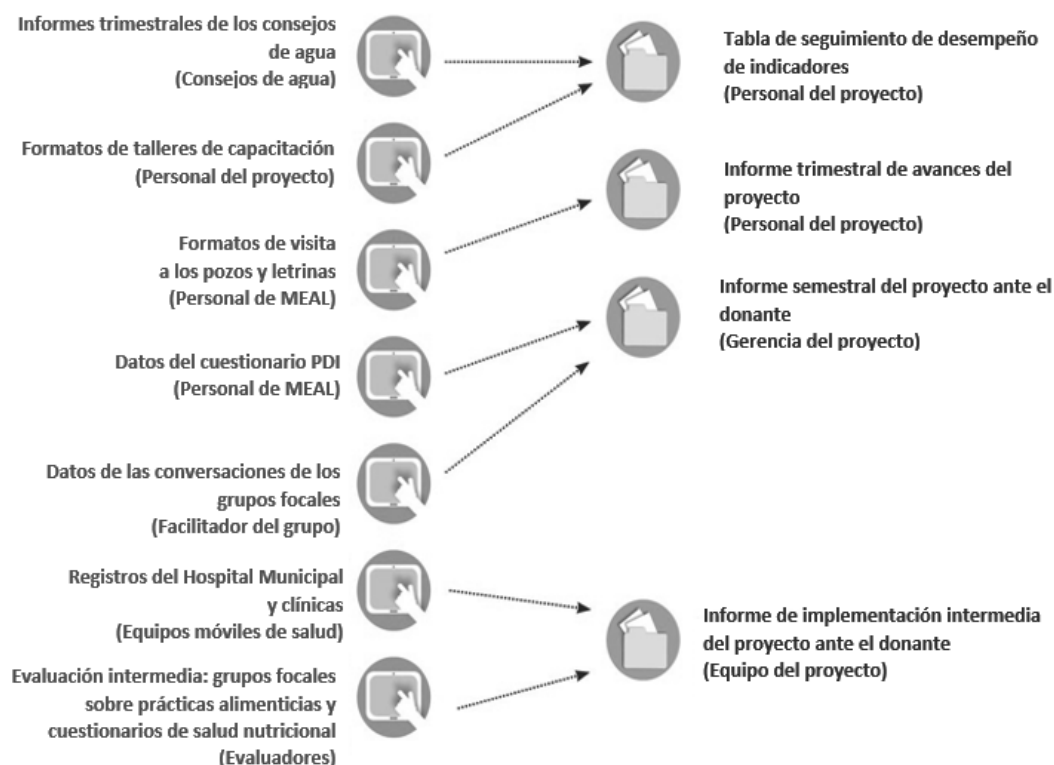 Informes trimestrales de los consejos
de agua
(Consejos de agua)
Formatos de talleres de capacitación
(Personal del proyecto)
Formatos de visita
a los pozos y letrinas
(Personal de MEAL)
Datos del cuestionario PDI
(Personal de MEAL)
Datos de las conversaciones de los
grupos focales
(Facilitador del grupo)
Registros del Hospital Municipal
y clínicas
(Equipos móviles de salud)
Evaluación intermedia: grupos focales
sobre prácticas alimenticias y
cuestionarios de salud nutricional
(Evaluadores)
Tabla de seguimiento de desempeño
de indicadores
(Personal del proyecto)
Informe trimestral de avances del
proyecto
(Personal del proyecto)
Informe semestral del proyecto ante el
donante
(Gerencia del proyecto)
Informe de implementación intermedia
del proyecto ante el donante
(Equipo del proyecto)